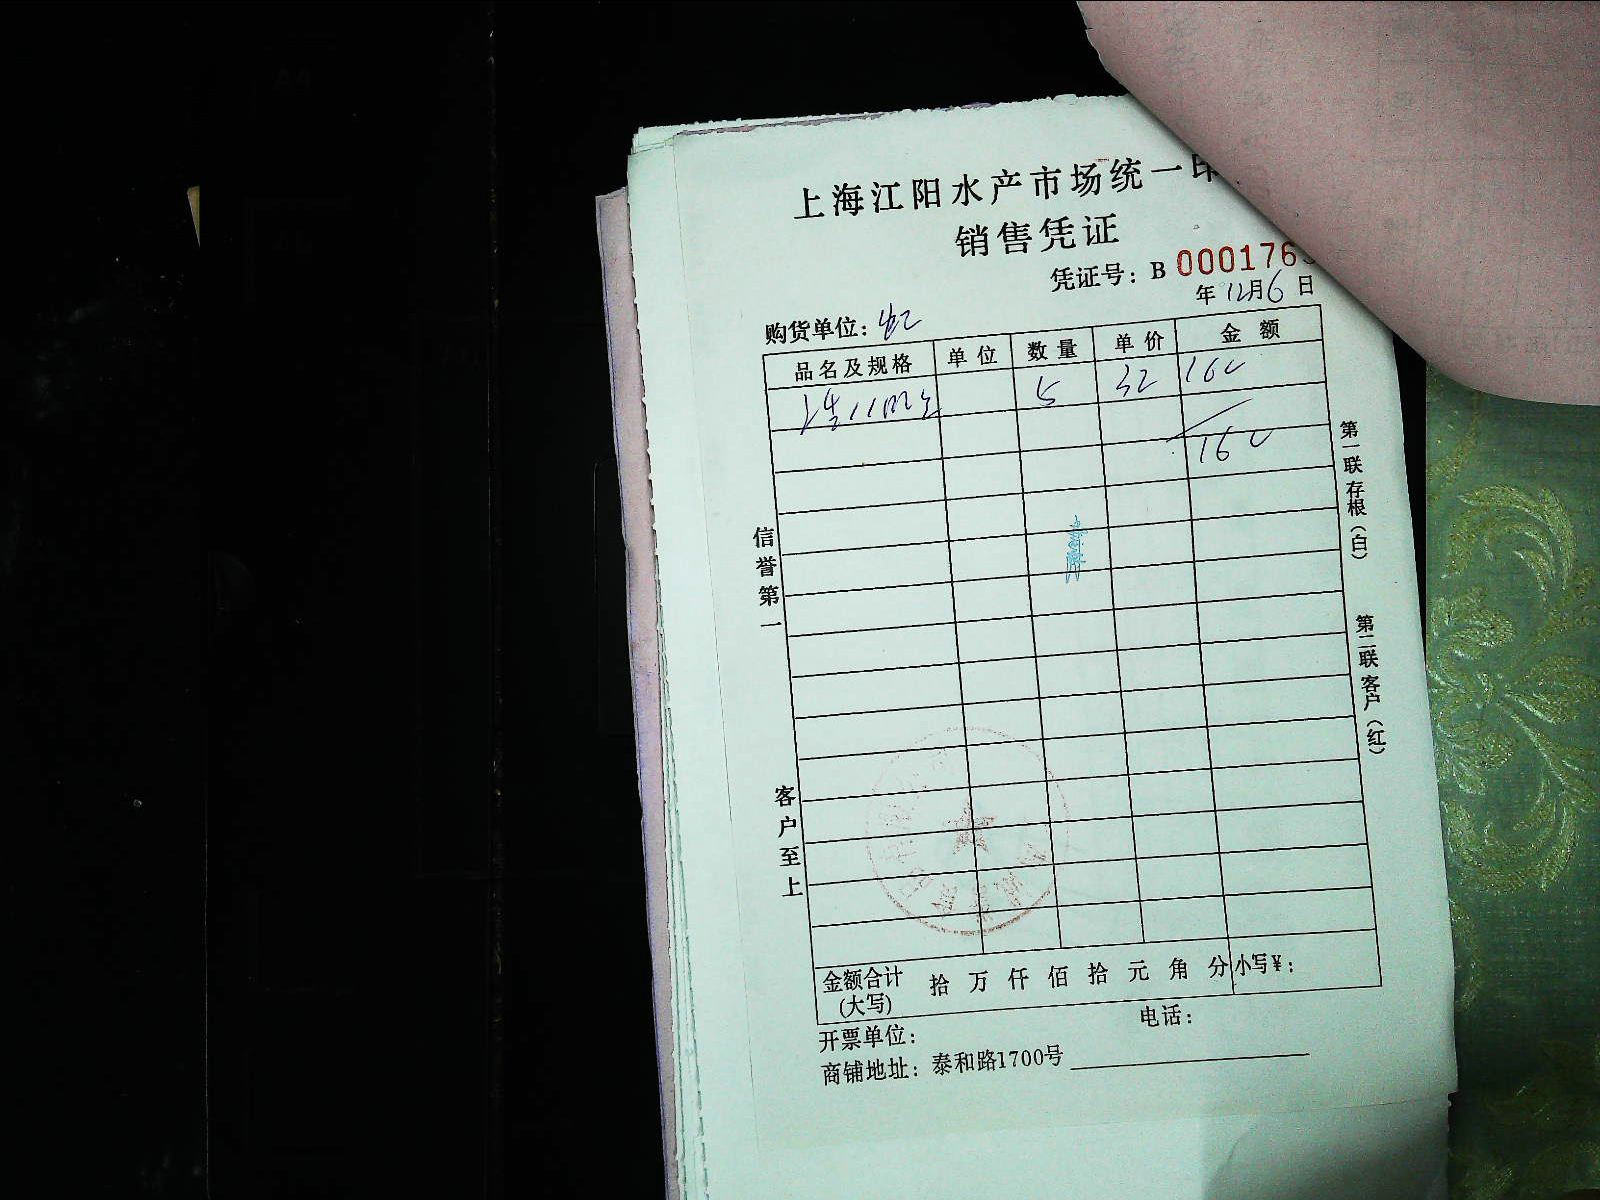 上海江阳水产市场统一印
销售凭证
凭证号：B 000176
年 12月6 日
购货单位：
品名及规格 单位 数量 单价 金额
5 32 160
160
信誉第一
客户至上
第一联 存根（白）
第二联 客户（红）
金额合计（大写） 拾 万 仟 佰 拾 元 角 分 小写¥：
开票单位： 电话：
商铺地址：泰和路1700号